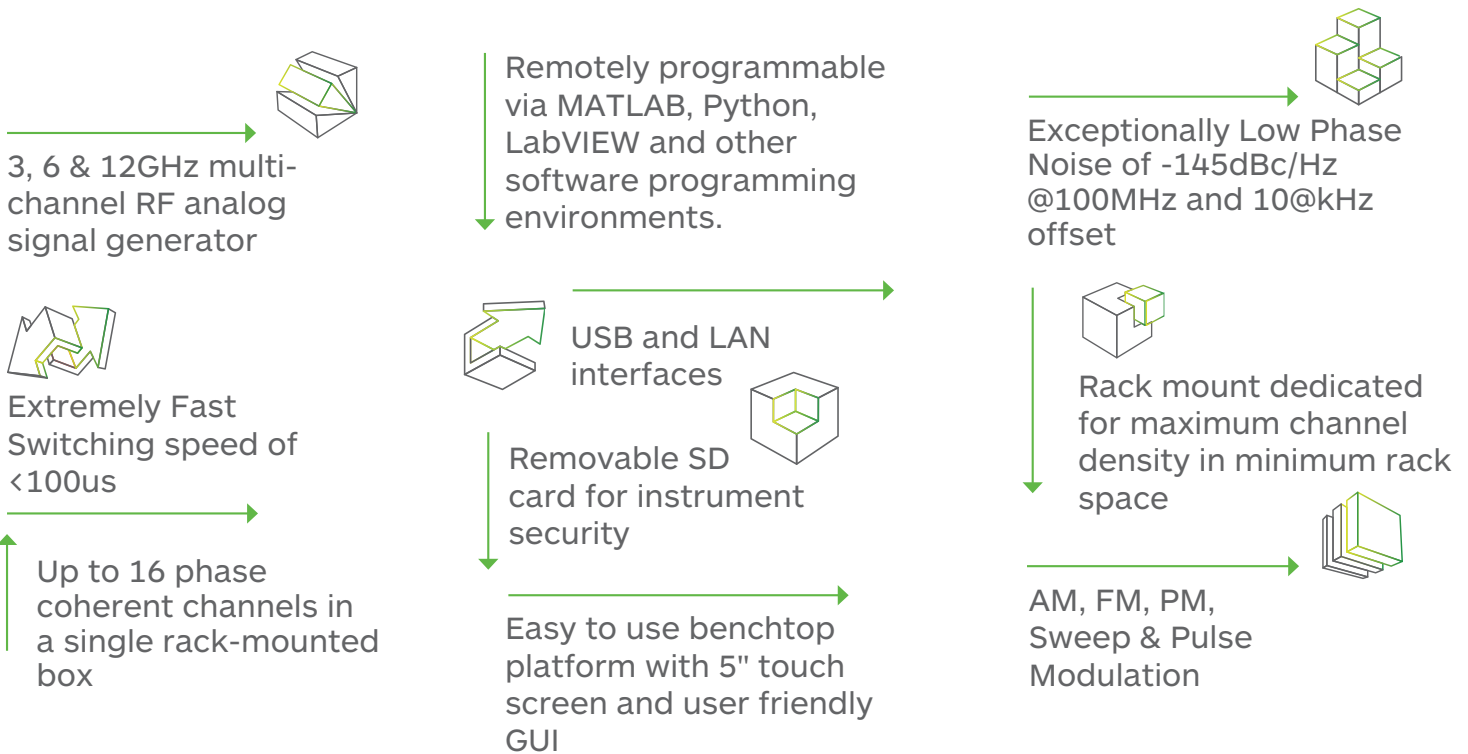 3, 6 & 12GHz multi-
channel RF analog
signal generator
Extremely Fast
Switching speed of
<100us
Up to 16 phase
coherent channels in
a single rack-mounted
box
Remotely programmable
via MATLAB, Python,
LabVIEW and other
software programming
environments.
USB and LAN
interfaces
Removable SD
card for instrument
security
Easy to use benchtop
platform with 5" touch
screen and user friendly
GUI
Exceptionally Low Phase
Noise of -145dBc/Hz
@100MHz and 10@kHz
offset
Rack mount dedicated
for maximum channel
density in minimum rack
space
AM, FM, PM,
Sweep & Pulse
Modulation